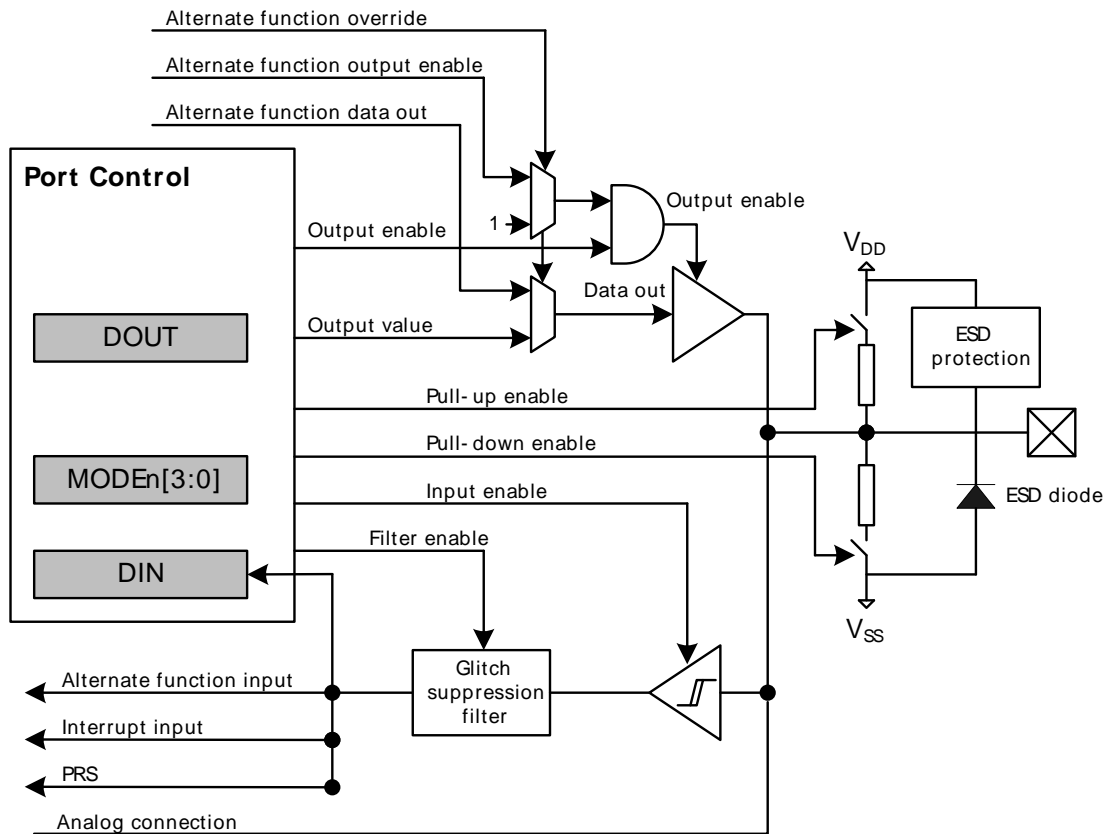 Alternate function override
Alternate function output enable
Alternate function data out
Port Control
Output enable
1
Output enable
VDD
Data out
DOUT
Output value
ESD
protection
Pull-up enable
Pull-down enable
MODEn[3:0]
Input enable
ESD diode
Filter enable
DIN
VSS
Glitch
suppression
filter
Alternate function input
Interrupt input
PRS
Analog connection